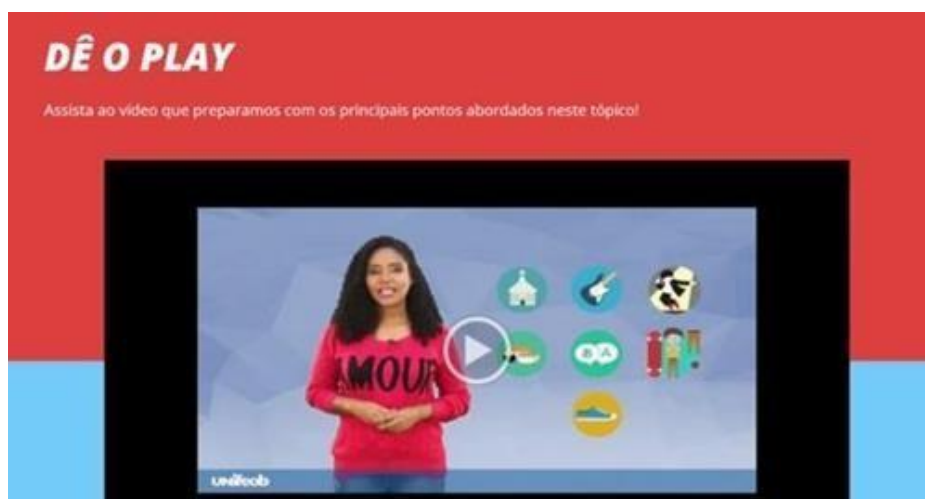 DÊ O PLAY
Assista ao vídeo que preparamos com os principais pontos abordados neste tópico!
AMOUR
B A
unifeob